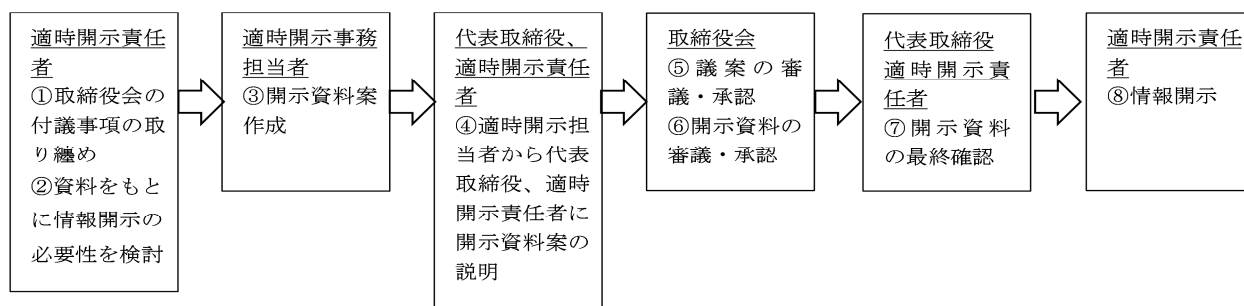 適時開示責任
者
①取締役会の
付議事項の取
り纏め
②資料をもと
に情報開示の
必要性を検討
適時開示事務
担当者
③開示資料案
作成
代表取締役、
適時開示責任
者
④適時開示担
当者から代表
取締役、適時
開示責任者に
開示資料案の
説明
取締役会
⑤議案の審
議・承認
⑥開示資料の
審議・承認
代表取締役
適時開示責
任者
⑦開示資料
の最終確認
適時開示責任
者
⑧情報開示